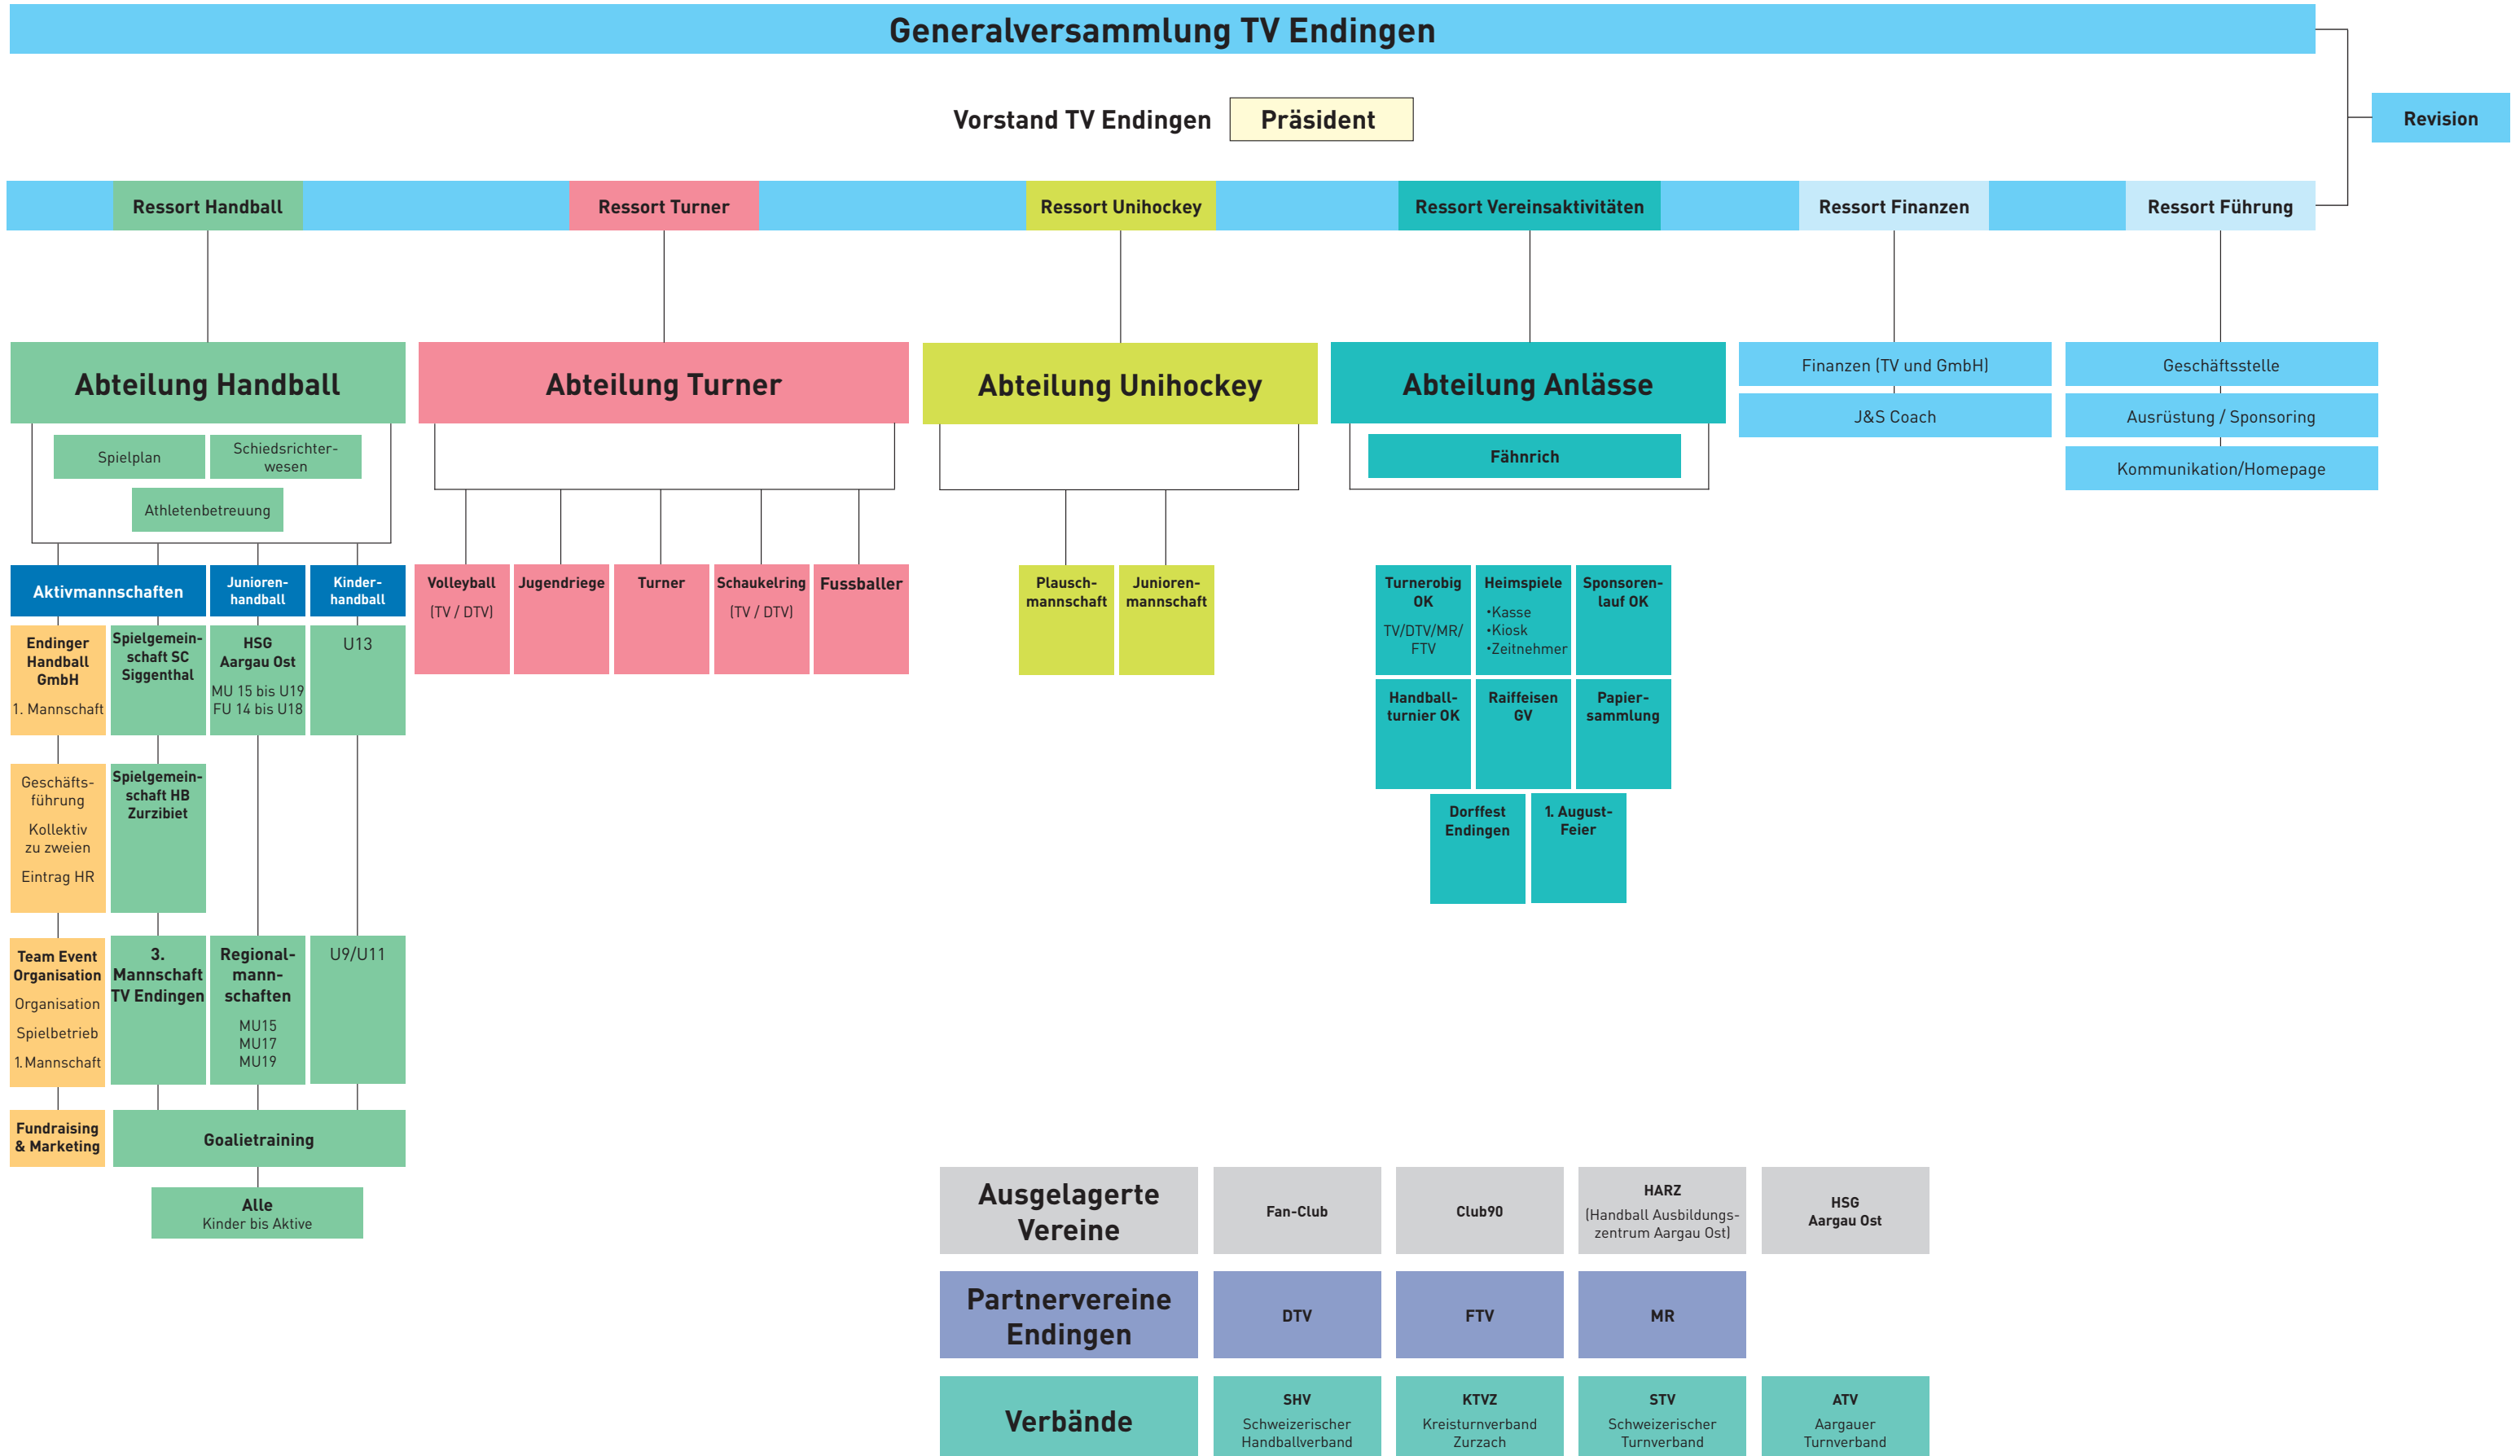 Generalversammlung TV Endingen
Vorstand TV Endingen
Präsident
Revision
Ressort Handball
Ressort Turner
Ressort Unihockey
Ressort Vereinsaktivitäten
Ressort Finanzen
Ressort Führung
Abteilung Handball
Spielplan
Schiedsrichter-
wesen
Athletenbetreuung
Abteilung Turner
Abteilung Unihockey
Abteilung Anlässe
Fähnrich
Finanzen (TV und GmbH)
J&S Coach
Geschäftsstelle
Ausrüstung / Sponsoring
Kommunikation/Homepage
Aktivmannschaften
Junioren-
handball
Kinder-
handball
Endinger
Handball
GmbH
1. Mannschaft
Spielgemein-
schaft SC
Siggenthal
HSG
Aargau Ost
MU 15 bis U19
FU 14 bis U18
U13
Geschäfts-
führung
Kollektiv
zu zweien
Eintrag HR
Spielgemein-
schaft HB
Zurzibiet
Team Event
Organisation
Organisation
Spielbetrieb
1. Mannschaft
3.
Mannschaft
TV Endingen
Regional-
mann-
schaften
MU15
MU17
MU19
U9/U11
Fundraising
& Marketing
Goalietraining
Alle
Kinder bis Aktive
Volleyball
(TV / DTV)
Jugendriege
Turner
Schaukelring
(TV / DTV)
Fussballer
Plausch-
mannschaft
Junioren-
mannschaft
Turnerobig
OK
TV/DTV/MR/
FTV
Heimspiele
•Kasse
•Kiosk
•Zeitnehmer
Sponsoren-
lauf OK
Handball-
turnier OK
Raiffeisen
GV
Papier-
sammlung
Dorffest
Endingen
1. August-
Feier
Ausgelagerte
Vereine
Fan-Club
Club90
HARZ
(Handball Ausbildungs-
zentrum Aargau Ost)
HSG
Aargau Ost
Partnervereine
Endingen
DTV
FTV
MR
Verbände
SHV
Schweizerischer
Handballverband
KTVZ
Kreisturnverband
Zurzach
STV
Schweizerischer
Turnverband
ATV
Aargauer
Turnverband